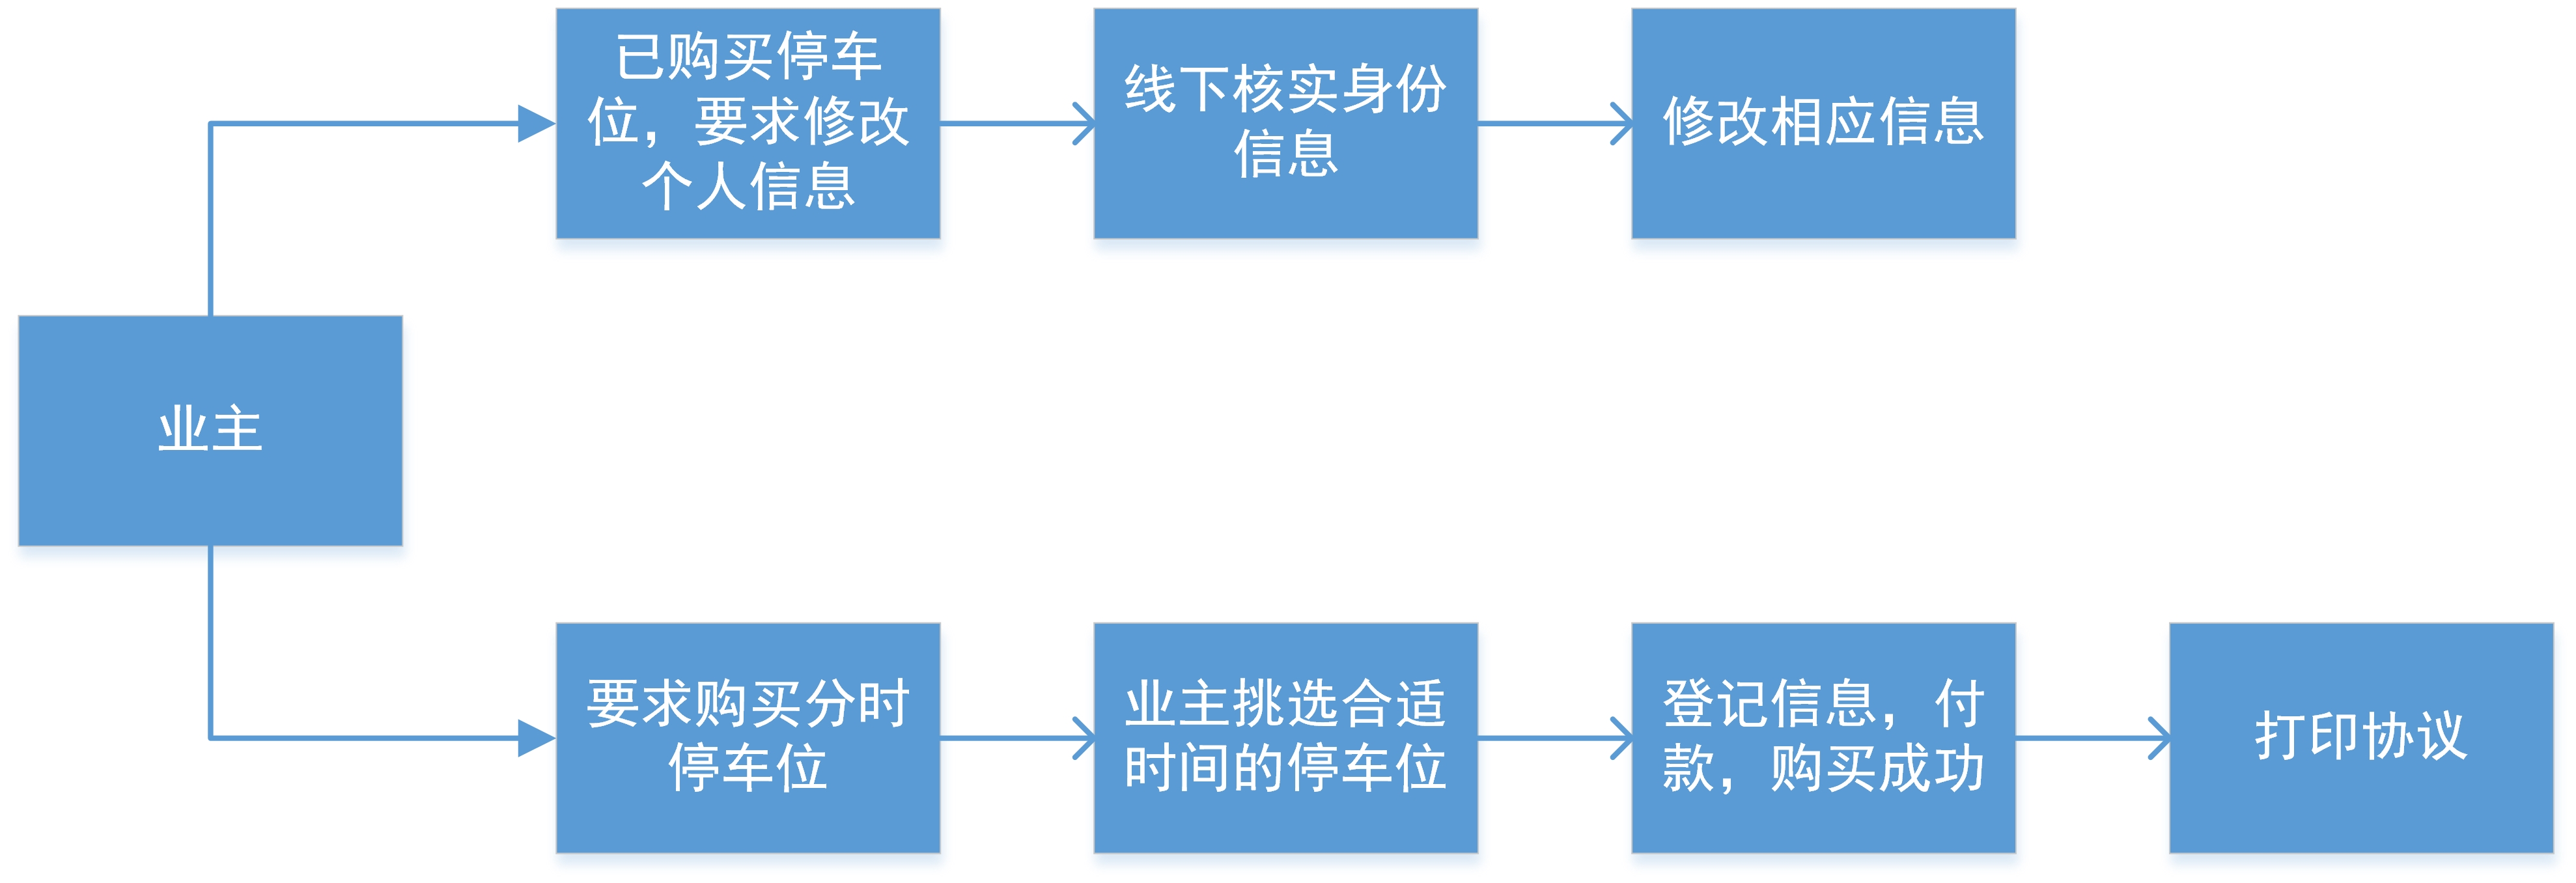 已购买停车
位，要求修改
个人信息
线下核实身份
信息
修改相应信息
业主
要求购买分时
停车位
业主挑选合适
时间的停车位
登记信息，付
款，购买成功
打印协议